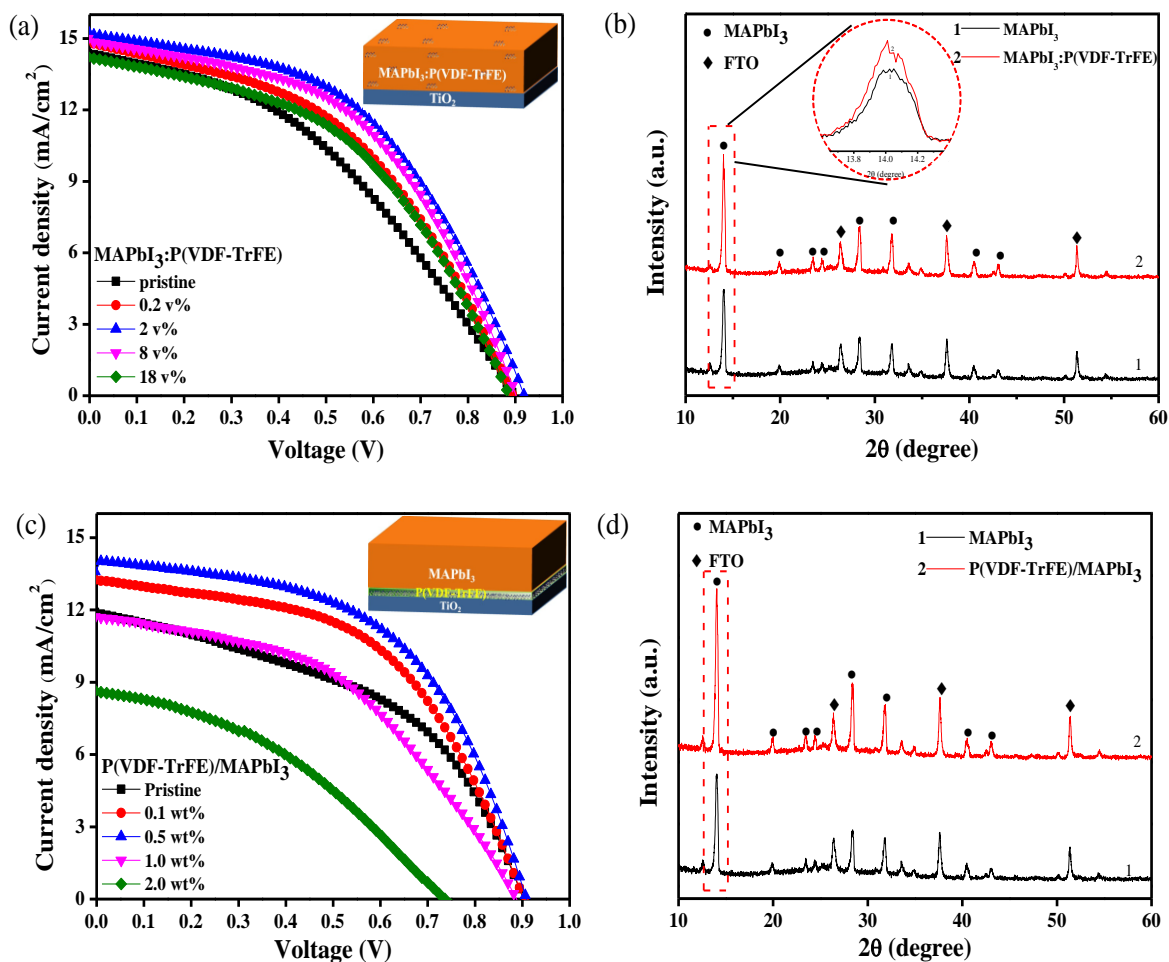 (a)
Current density (mA/cm²)
15
12
9
6
3
0
MAPbI₃:P(VDF-TrFE)
TiO₂
MAPbI₃:P(VDF-TrFE)
pristine
0.2 v%
2 v%
8 v%
18 v%
0.0 0.1 0.2 0.3 0.4 0.5 0.6 0.7 0.8 0.9 1.0
Voltage (V)
(b)
Intensity (a.u.)
MAPbI₃
FTO
1 MAPbI₃
2 MAPbI₃:P(VDF-TrFE)
2
1
13.8 14.0 14.2
2θ (degree)
2
1
10 20 30 40 50 60
2θ (degree)
(c)
Current density (mA/cm²)
15
12
9
6
3
0
MAPbI₃
P(VDF-TrFE)
TiO₂
P(VDF-TrFE)/MAPbI₃
Pristine
0.1 wt%
0.5 wt%
1.0 wt%
2.0 wt%
0.0 0.1 0.2 0.3 0.4 0.5 0.6 0.7 0.8 0.9 1.0
Voltage (V)
(d)
Intensity (a.u.)
MAPbI₃
FTO
1 MAPbI₃
2 P(VDF-TrFE)/MAPbI₃
2
1
10 20 30 40 50 60
2θ (degree)